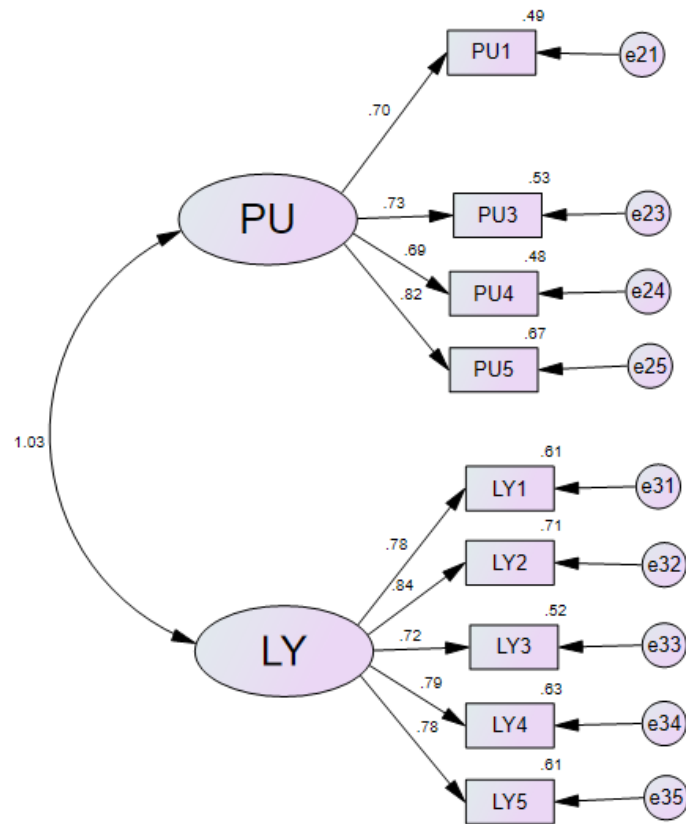 .49
PU1
e21
.70
.53
PU
.73
PU3
e23
.69
.48
PU4
e24
.82
.67
PU5
e25
1.03
.61
LY1
e31
.78
.71
LY2
e32
.84
.52
LY
.72
LY3
e33
.79
.63
LY4
e34
.78
.61
LY5
e35